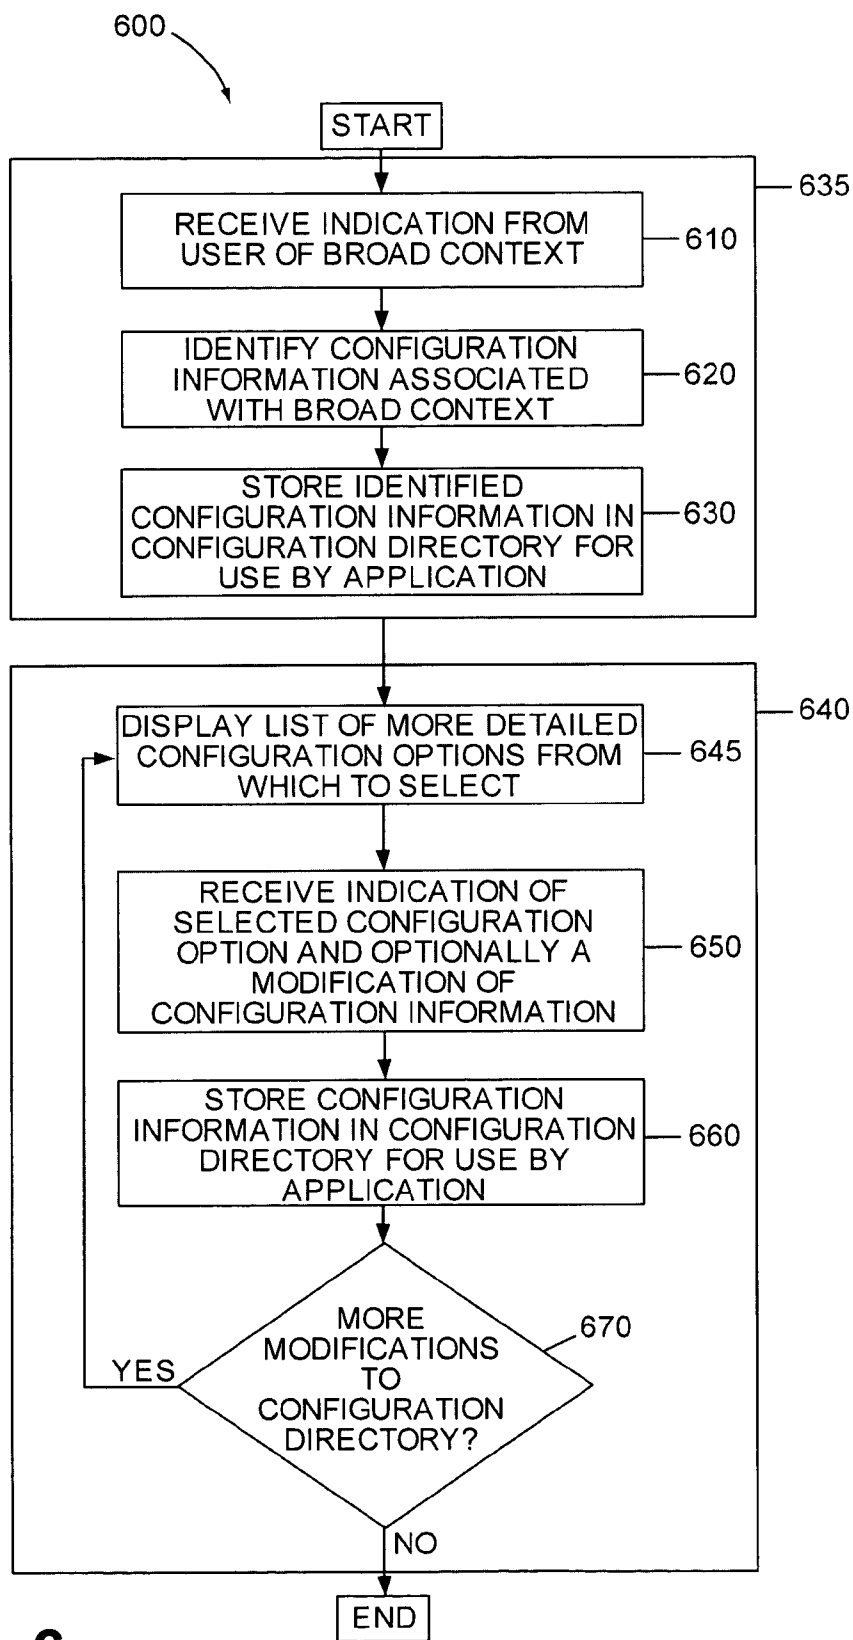 600
START
635
RECEIVE INDICATION FROM
USER OF BROAD CONTEXT
610
IDENTIFY CONFIGURATION
INFORMATION ASSOCIATED
WITH BROAD CONTEXT
620
STORE IDENTIFIED
CONFIGURATION INFORMATION IN
CONFIGURATION DIRECTORY FOR
USE BY APPLICATION
630
640
DISPLAY LIST OF MORE DETAILED
CONFIGURATION OPTIONS FROM
WHICH TO SELECT
645
RECEIVE INDICATION OF
SELECTED CONFIGURATION
OPTION AND OPTIONALLY A
MODIFICATION OF
CONFIGURATION INFORMATION
650
STORE CONFIGURATION
INFORMATION IN CONFIGURATION
DIRECTORY FOR USE BY
APPLICATION
660
MORE
MODIFICATIONS
TO
CONFIGURATION
DIRECTORY?
670
YES
NO
END